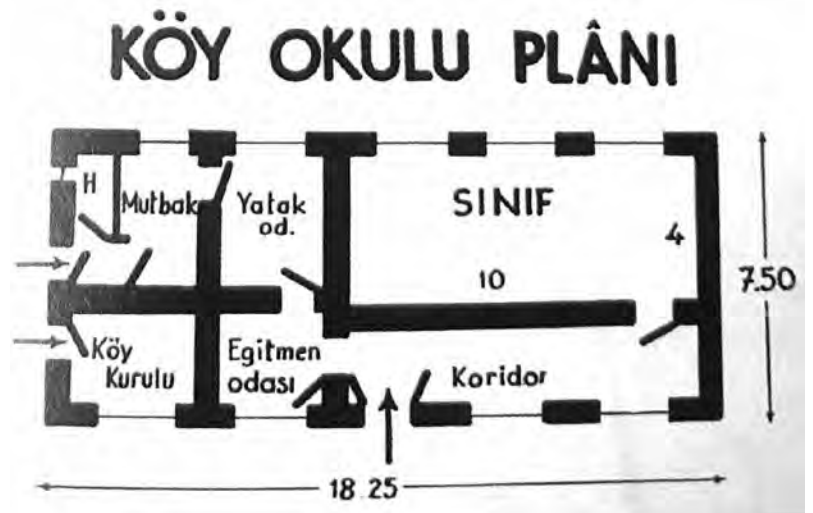 KÖY OKULU PLÂNI
H
Mutbak
Yatak
od.
SINIF
4
10
7.50
Köy
Kurulu
Egitmen
odası
Koridor
18.25